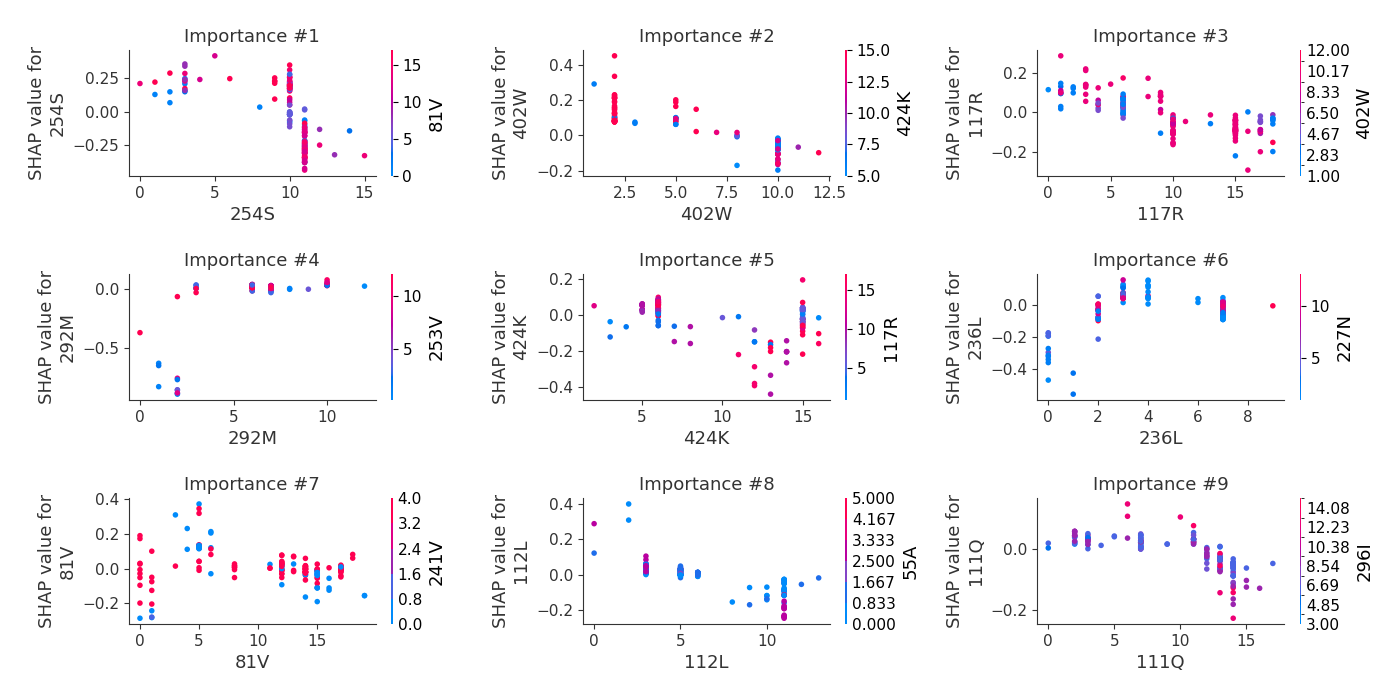 Importance #1
SHAP value for
254S
0.25
0.00
−0.25
0
5
10
15
254S
15
10
5
0
81V
Importance #2
SHAP value for
402W
0.4
0.2
0.0
−0.2
2.5
5.0
7.5
10.0
12.5
402W
15.0
12.5
10.0
7.5
5.0
424K
Importance #3
SHAP value for
117R
0.2
0.0
−0.2
0
5
10
15
117R
12.00
10.17
8.33
6.50
4.67
2.83
1.00
402W
Importance #4
SHAP value for
292M
0.0
−0.5
0
5
10
292M
10
5
253V
Importance #5
SHAP value for
424K
0.2
0.0
−0.2
−0.4
5
10
15
424K
15
10
5
117R
Importance #6
SHAP value for
236L
0.0
−0.2
−0.4
0
2
4
6
8
236L
10
5
227N
Importance #7
SHAP value for
81V
0.4
0.2
0.0
−0.2
0
5
10
15
81V
4.0
3.2
2.4
1.6
0.8
0.0
241V
Importance #8
SHAP value for
112L
0.4
0.2
0.0
−0.2
0
5
10
112L
5.000
4.167
3.333
2.500
1.667
0.833
0.000
55A
Importance #9
SHAP value for
111Q
0.0
−0.2
0
5
10
15
111Q
14.08
12.23
10.38
8.54
6.69
4.85
3.00
296I